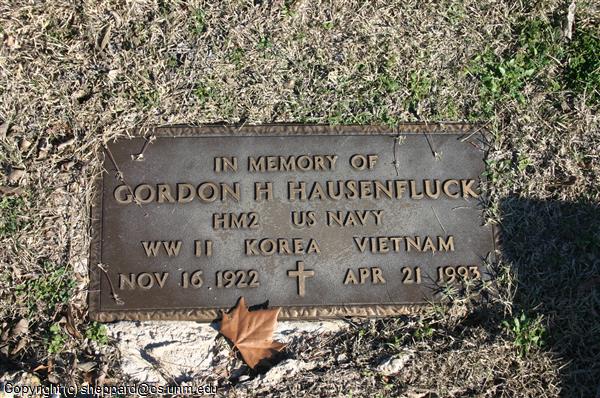 IN MEMORY OF
GORDON H HAUSENFLUCK
HM2 US NAVY
WW II KOREA VIETNAM
NOV 16 1922 APR 21 1993
Copyright(c) sheppard@cs.unm.edu